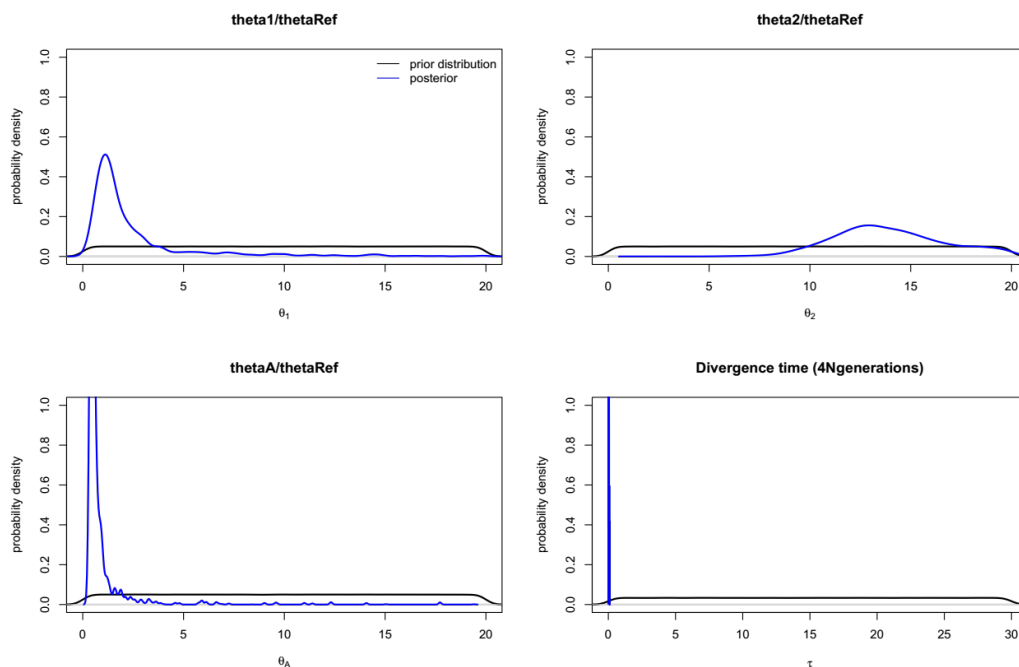 theta1/thetaRef
probability density
0.0 0.2 0.4 0.6 0.8 1.0
prior distribution
posterior
0 5 10 15 20
θ1
theta2/thetaRef
probability density
0.0 0.2 0.4 0.6 0.8 1.0
0 5 10 15 20
θ2
thetaA/thetaRef
probability density
0.0 0.2 0.4 0.6 0.8 1.0
0 5 10 15 20
θA
Divergence time (4Ngenerations)
probability density
0.0 0.2 0.4 0.6 0.8 1.0
0 5 10 15 20 25 30
τ